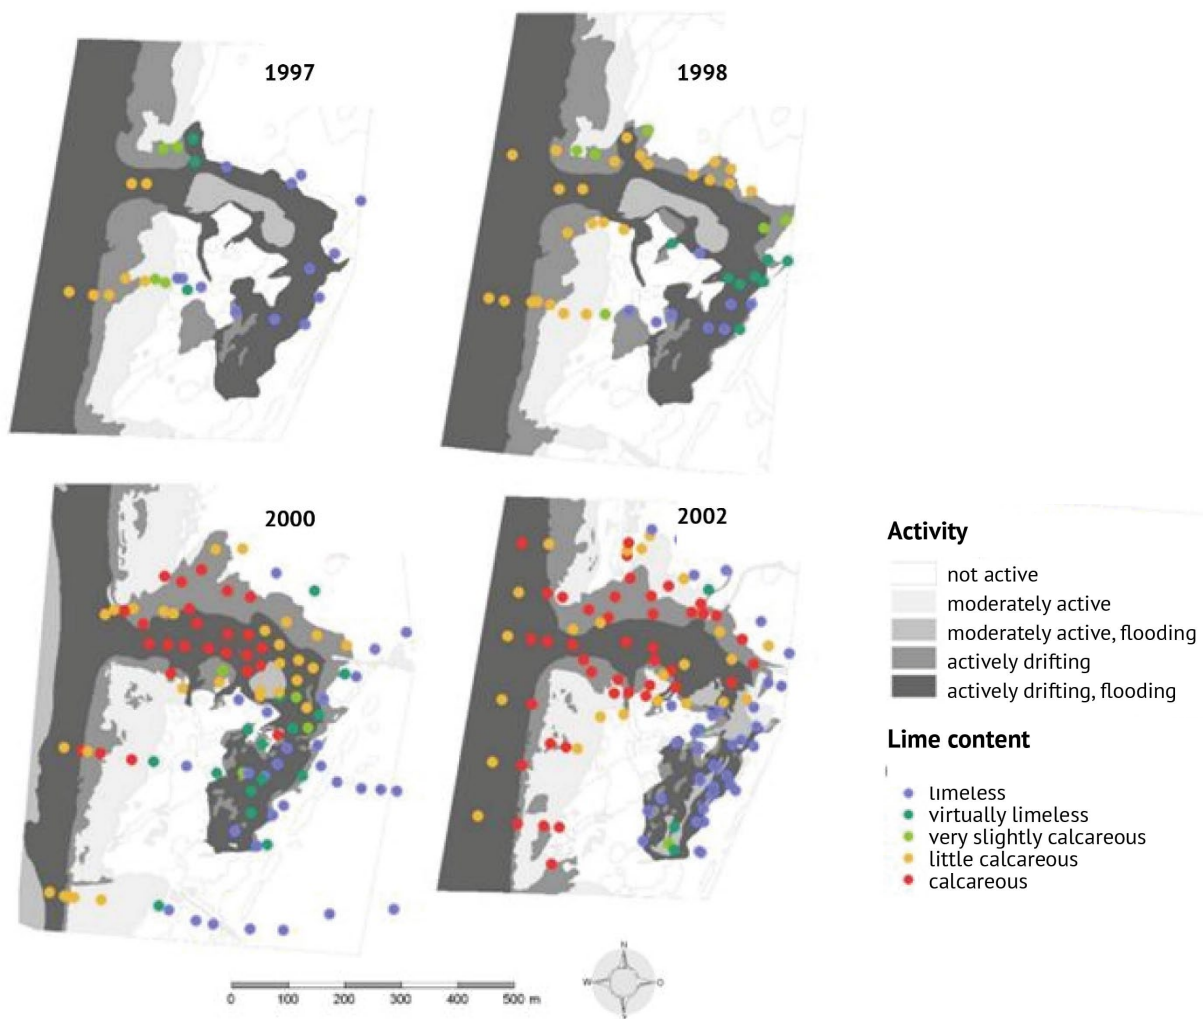 1997
1998
2000
2002
Activity
not active
moderately active
moderately active, flooding
actively drifting
actively drifting, flooding
Lime content
limeless
virtually limeless
very slightly calcareous
little calcareous
calcareous
N
W
O
0 100 200 300 400 500 m